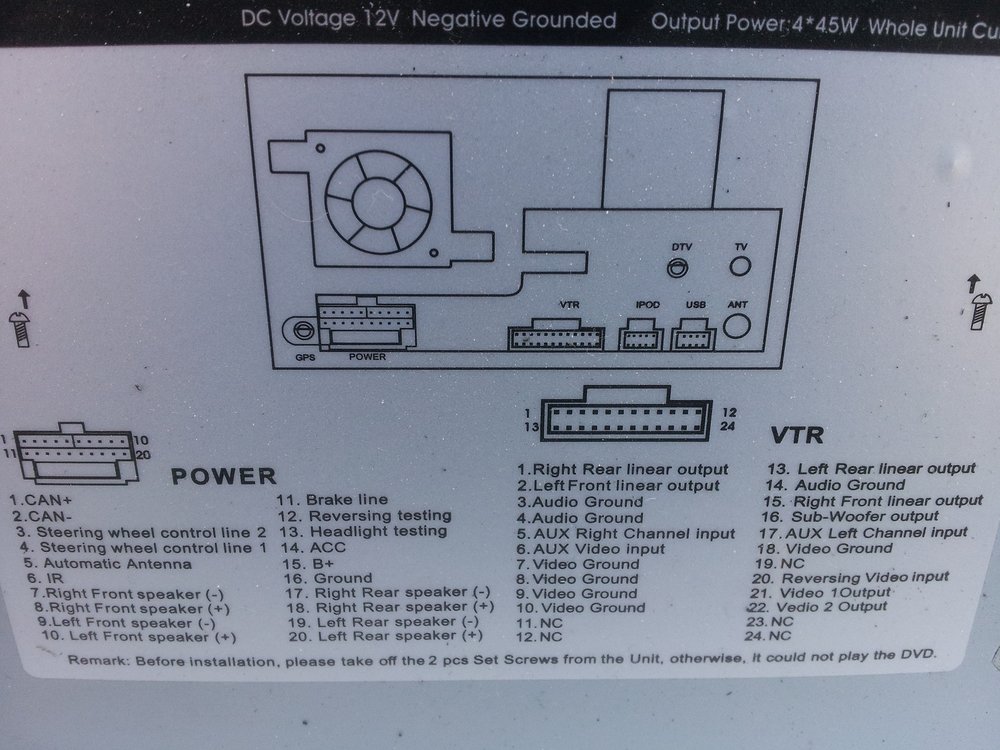 DC Voltage 12V Negative Grounded Output Power:4*45W Whole Unit
DTV TV
VTR IPOD USB ANT
GPS POWER
1 10
11 20
POWER
1 12
13 24
VTR
1.CAN+
2.CAN-
3. Steering wheel control line 2
4. Steering wheel control line 1
5. Automatic Antenna
6. IR
7.Right Front speaker (-)
8.Right Front speaker (+)
9.Left Front speaker (-)
10. Left Front speaker (+)
11. Brake line
12. Reversing testing
13. Headlight testing
14. ACC
15. B+
16. Ground
17. Right Rear speaker (-)
18. Right Rear speaker (+)
19. Left Rear speaker (-)
20. Left Rear speaker (+)
1.Right Rear linear output
2.Left Front linear output
3.Audio Ground
4.Audio Ground
5.AUX Right Channel input
6.AUX Video input
7.Video Ground
8.Video Ground
9.Video Ground
10.Video Ground
11.NC
12.NC
13. Left Rear linear output
14. Audio Ground
15. Right Front linear output
16. Sub-Woofer output
17.AUX Left Channel input
18. Video Ground
19.NC
20. Reversing Video input
21. Video 1Output
22. Vedio 2 Output
23.NC
24.NC
Remark: Before installation, please take off the 2 pcs Set Screws from the Unit, otherwise, it could not play the DVD.